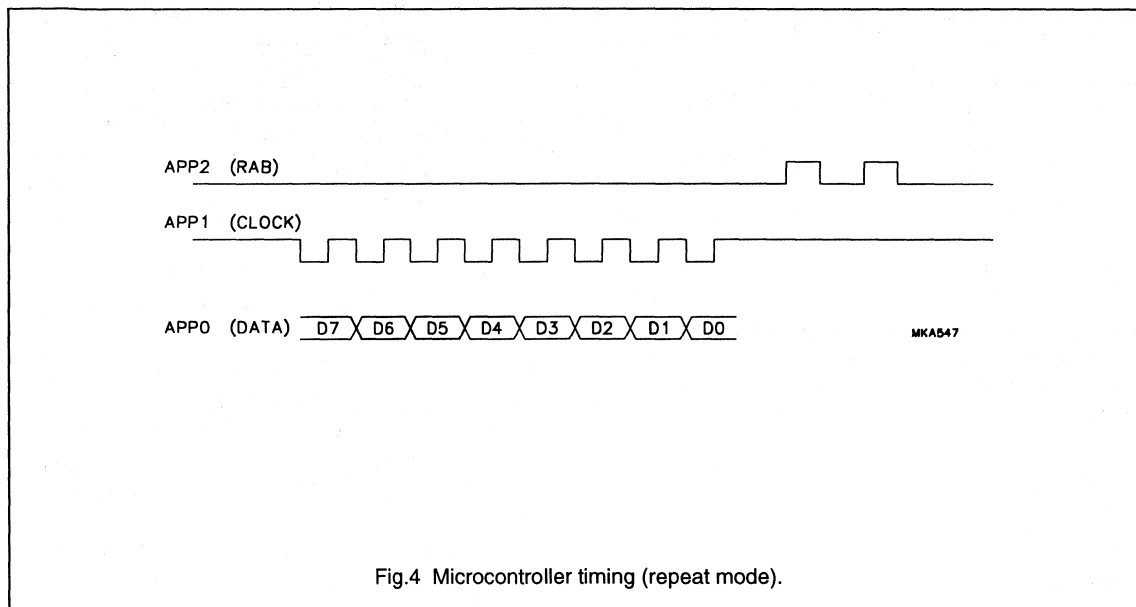 APP2 (RAB)
APP1 (CLOCK)
APP0 (DATA) D7 D6 D5 D4 D3 D2 D1 D0
MKA547
Fig.4 Microcontroller timing (repeat mode).